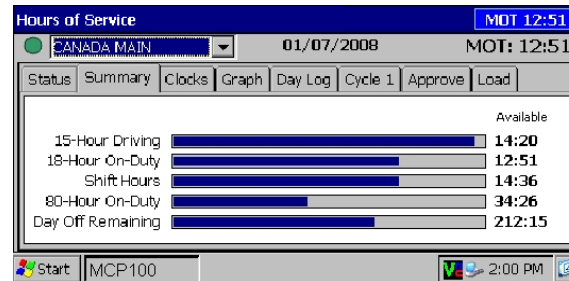 Hours of Service MOT 12:51
CANADA MAIN 01/07/2008 MOT: 12:51
Status Summary Clocks Graph Day Log Cycle 1 Approve Load
Available
15-Hour Driving 14:20
18-Hour On-Duty 12:51
Shift Hours 14:36
80-Hour On-Duty 34:26
Day Off Remaining 212:15
Start MCP100 2:00 PM